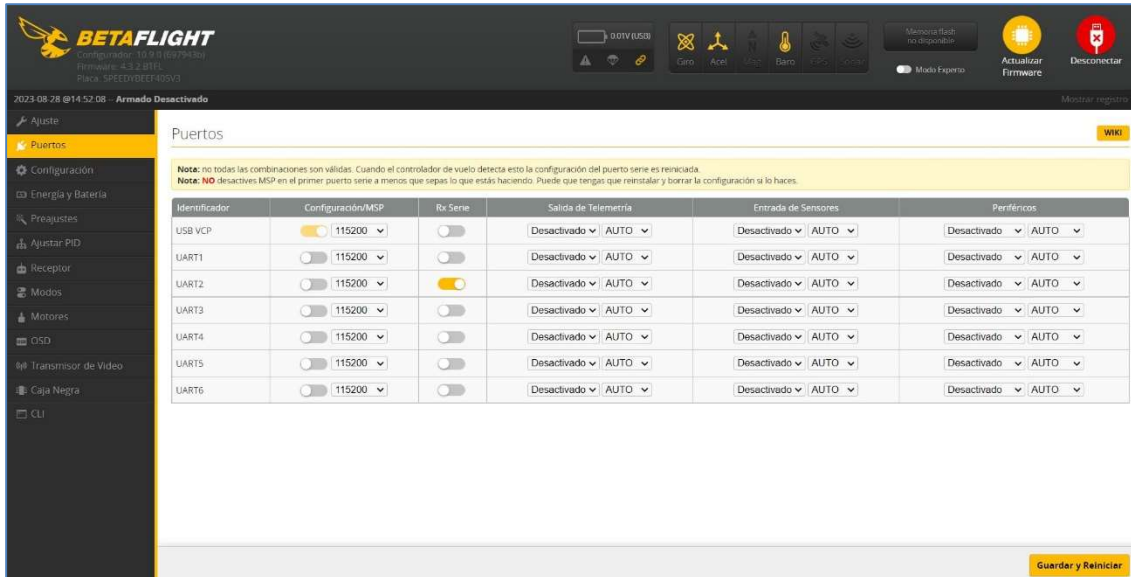 BETAFLIGHT
Configurador: 10.9.0 (697943b)
Firmware: 4.3.2 BTFL
Placa: SPEEDYBEEF405V3
0.01V (USB)
Giro Acel Mag Baro GPS Sonar
Memoria flash
no disponible
Modo Experto
Actualizar
Firmware
Desconectar
2023-08-28 @14:52:08 -- Armado Desactivado
Mostrar registro
Ajuste
Puertos
Configuración
Energía y Batería
Preajustes
Ajustar PID
Receptor
Modos
Motores
OSD
Transmisor de Video
Caja Negra
CLI
Puertos
WIKI
Nota: no todas las combinaciones son válidas. Cuando el controlador de vuelo detecta esto la configuración del puerto serie es reiniciada.
Nota: NO desactives MSP en el primer puerto serie a menos que sepas lo que estás haciendo. Puede que tengas que reinstalar y borrar la configuración si lo haces.
Identificador Configuración/MSP Rx Serie Salida de Telemetría Entrada de Sensores Periféricos
USB VCP 115200 Desactivado AUTO Desactivado AUTO Desactivado AUTO
UART1 115200 Desactivado AUTO Desactivado AUTO Desactivado AUTO
UART2 115200 Desactivado AUTO Desactivado AUTO Desactivado AUTO
UART3 115200 Desactivado AUTO Desactivado AUTO Desactivado AUTO
UART4 115200 Desactivado AUTO Desactivado AUTO Desactivado AUTO
UART5 115200 Desactivado AUTO Desactivado AUTO Desactivado AUTO
UART6 115200 Desactivado AUTO Desactivado AUTO Desactivado AUTO
Guardar y Reiniciar